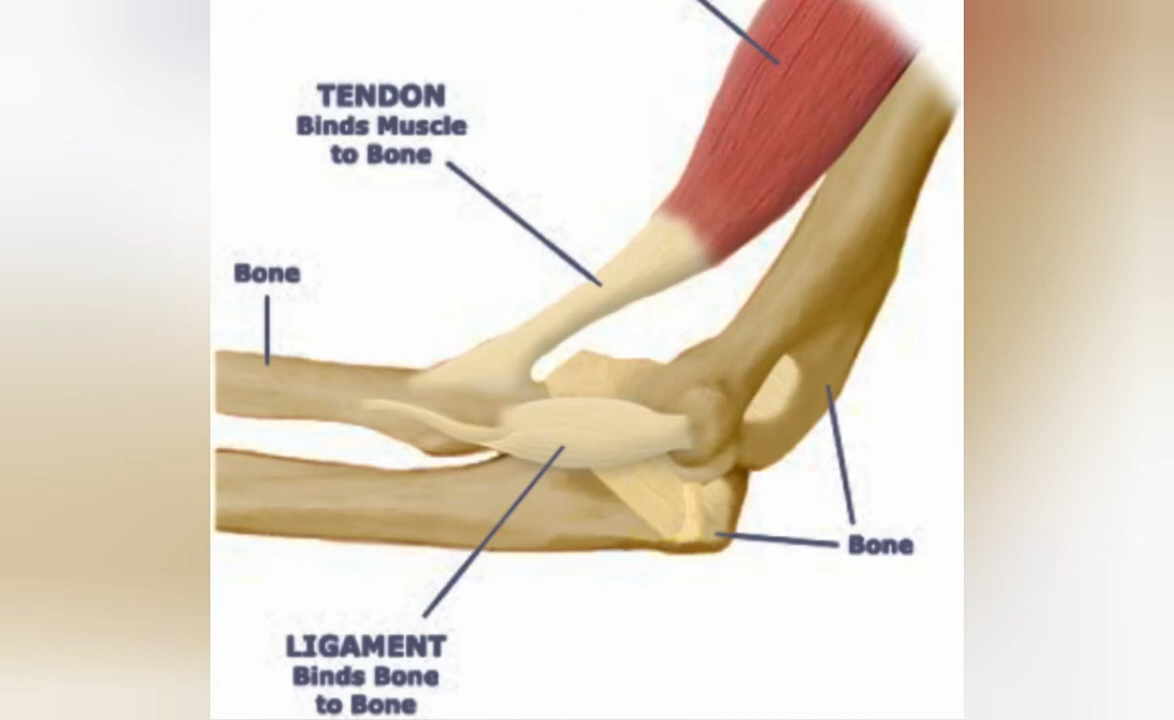 TENDON
Binds Muscle
to Bone
Bone
Bone
LIGAMENT
Binds Bone
to Bone